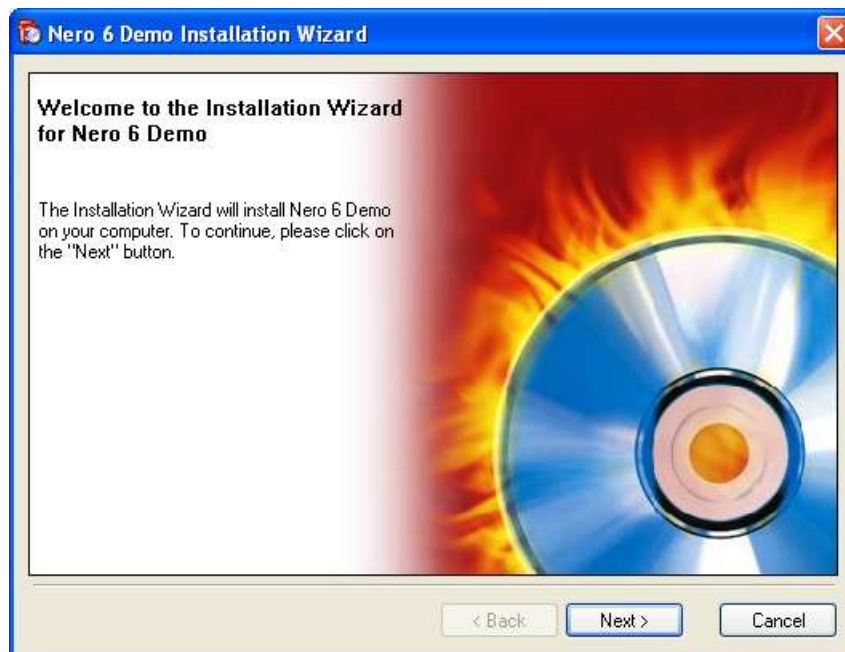 Nero 6 Demo Installation Wizard
Welcome to the Installation Wizard
for Nero 6 Demo
The Installation Wizard will install Nero 6 Demo
on your computer. To continue, please click on
the "Next" button.
< Back Next > Cancel